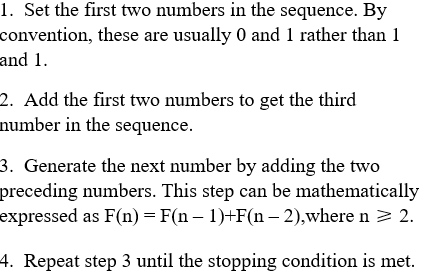 1. Set the first two numbers in the sequence. By
convention, these are usually 0 and 1 rather than 1
and 1.
2. Add the first two numbers to get the third
number in the sequence.
3. Generate the next number by adding the two
preceding numbers. This step can be mathematically
expressed as F(n) = F(n – 1)+F(n – 2),where n ⩾ 2.
4. Repeat step 3 until the stopping condition is met.